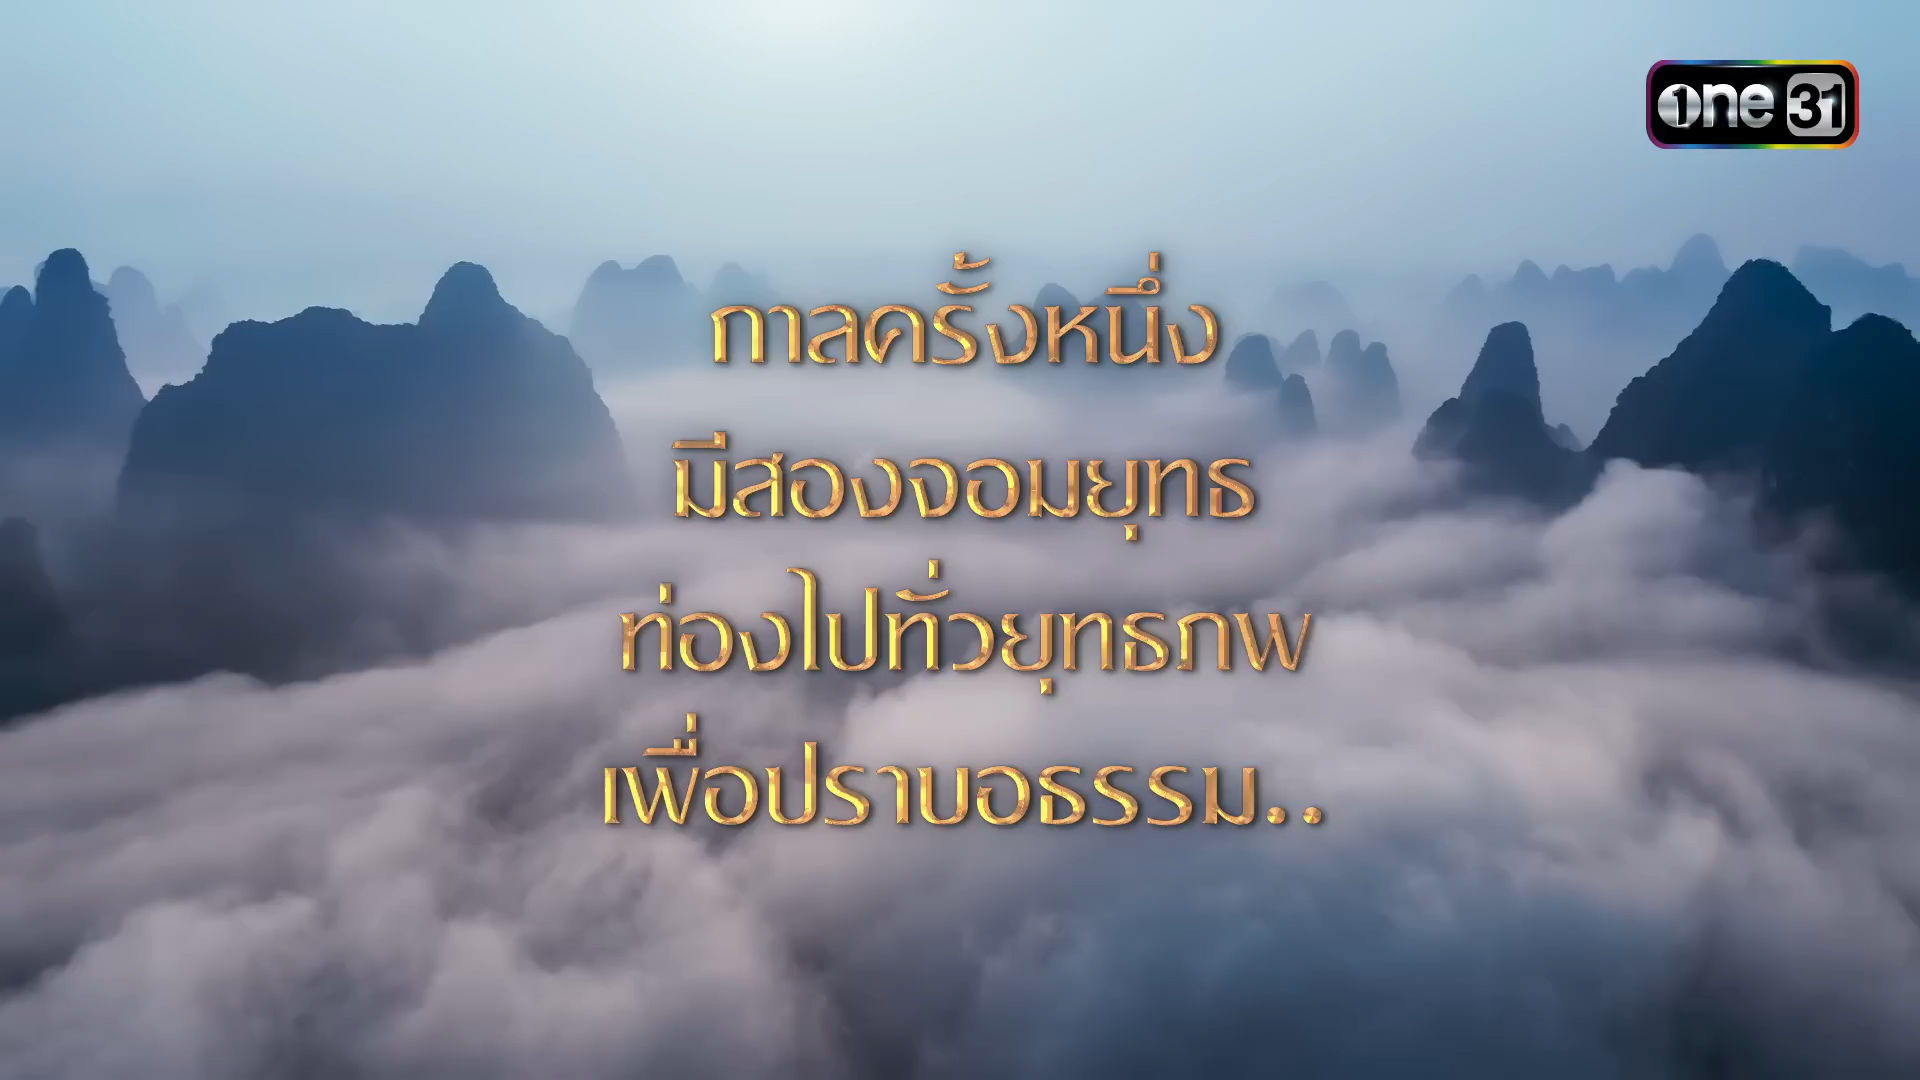 one 31
กาลครั้งหนึ่ง
มีสองจอมยุทธ
ท่องไปทั่วยุทธภพ
เพื่อปราบอธรรม..